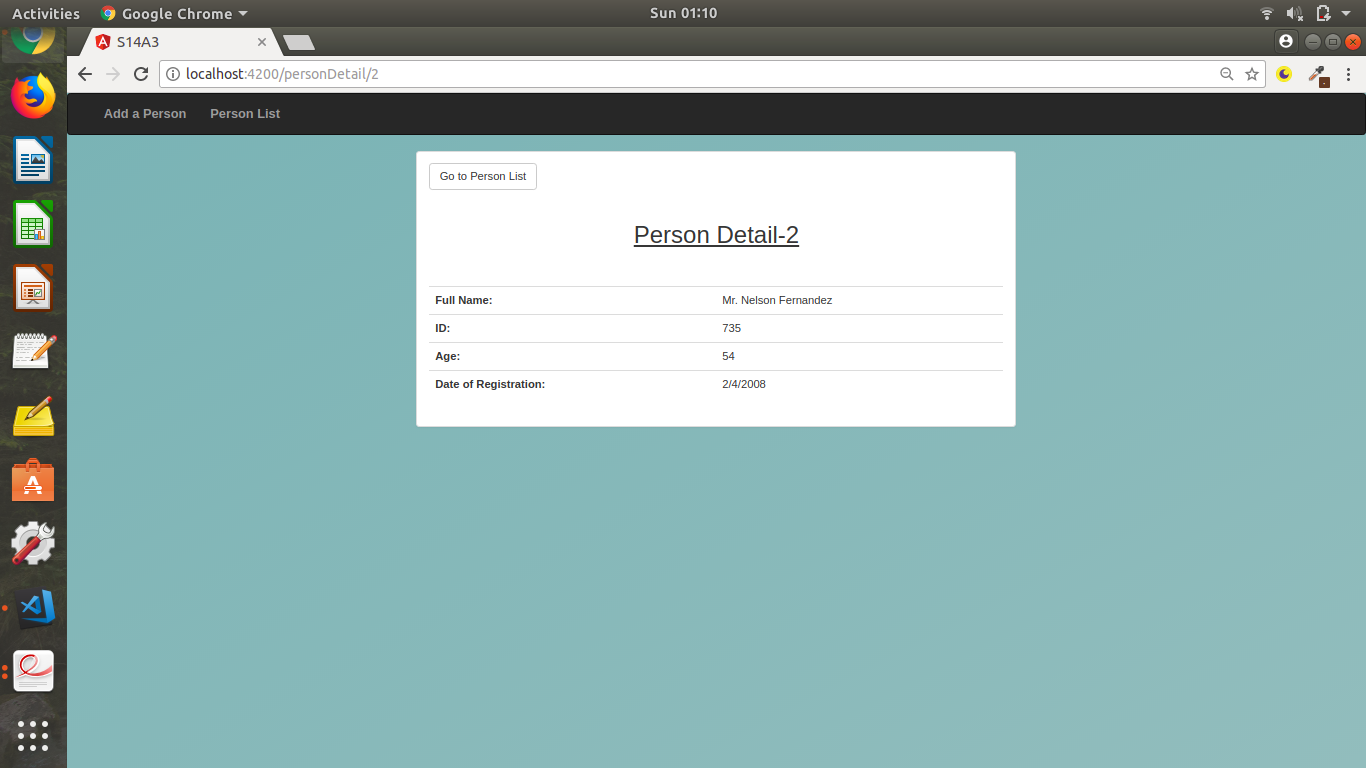 Activities Google Chrome Sun 01:10
S14A3
localhost:4200/personDetail/2
Add a Person Person List
Go to Person List
Person Detail-2
Full Name: Mr. Nelson Fernandez
ID: 735
Age: 54
Date of Registration: 2/4/2008